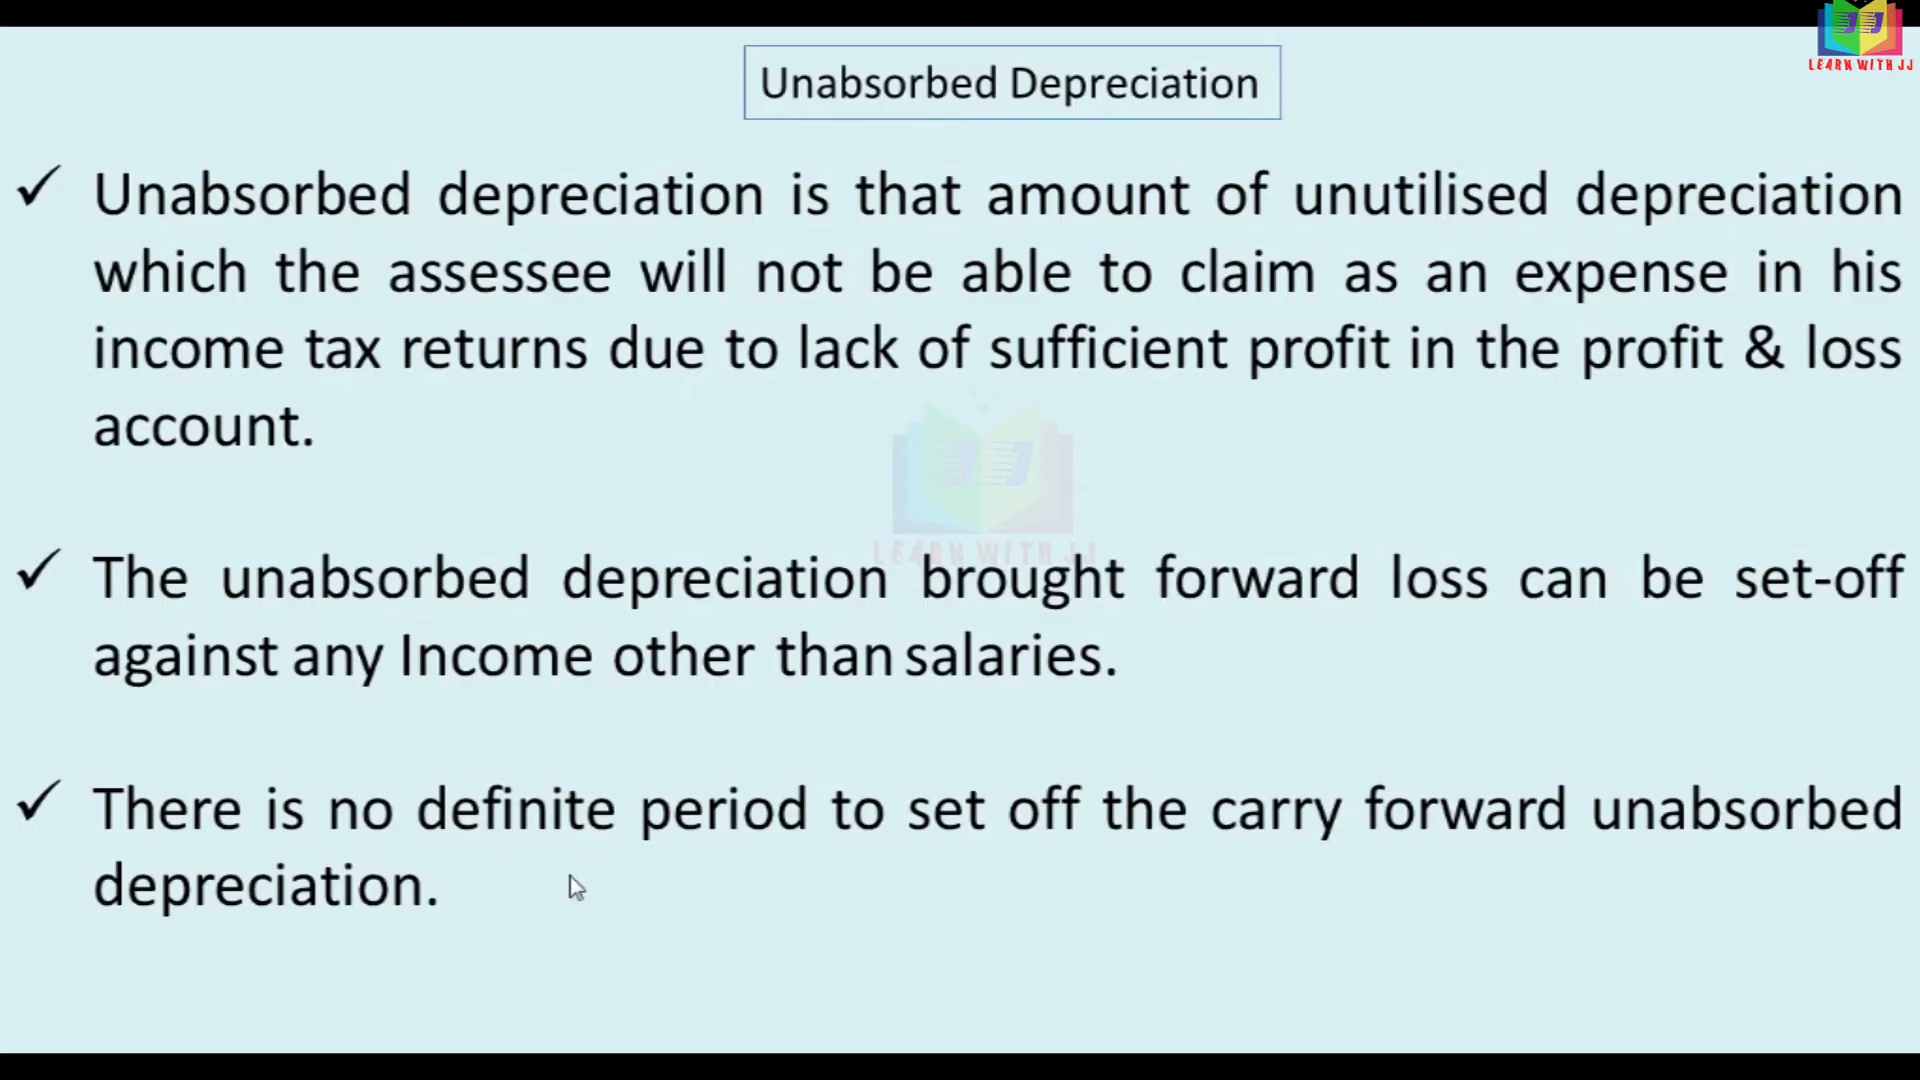 LEARN WITH JJ
Unabsorbed Depreciation
✓ Unabsorbed depreciation is that amount of unutilised depreciation
which the assessee will not be able to claim as an expense in his
income tax returns due to lack of sufficient profit in the profit & loss
account.
LEARN WITH JJ
✓ The unabsorbed depreciation brought forward loss can be set-off
against any Income other than salaries.
✓ There is no definite period to set off the carry forward unabsorbed
depreciation.